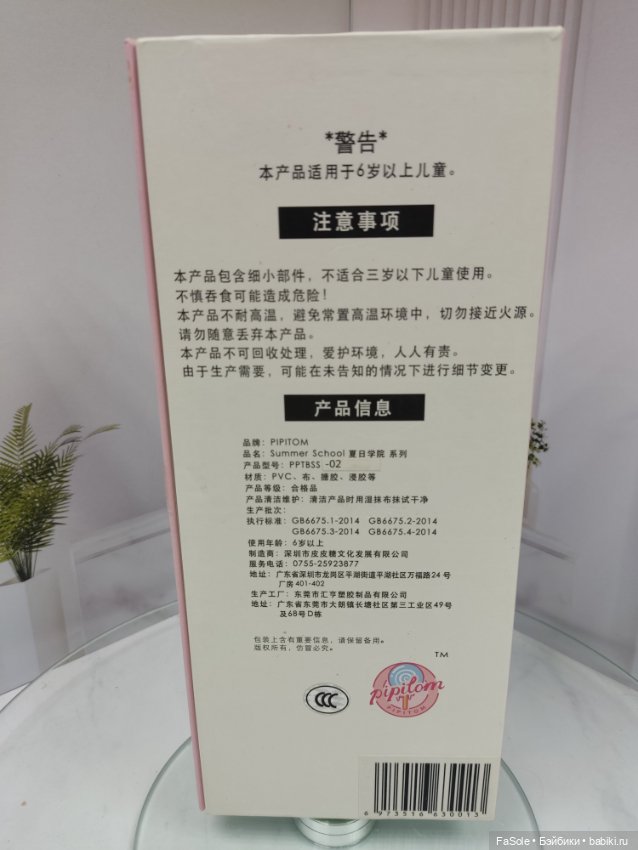 *警告*
本产品适用于6岁以上儿童。
注意事项
本产品包含细小部件，不适合三岁以下儿童使用。
不慎吞食可能造成危险！
本产品不耐高温，避免常置高温环境中，切勿接近火源。
请勿随意丢弃本产品。
本产品不可回收处理，爱护环境，人人有责。
由于生产需要，可能在未告知的情况下进行细节变更。
产品信息
品牌：PIPITOM
品名：Summer School 夏日学院 系列
产品型号：PPTBSS -02
材质：PVC、布、搪胶、浸胶等
产品等级：合格品
产品清洁维护：清洁产品时用湿抹布抹试干净
生产批次：
执行标准：GB6675.1-2014 GB6675.2-2014
GB6675.3-2014 GB6675.4-2014
使用年龄：6岁以上
制造商：深圳市皮皮糖文化发展有限公司
服务电话：0755-25923877
地址：广东省深圳市龙岗区平湖街道平湖社区万福路24号
厂房401-402
生产工厂：东莞市汇亨塑胶制品有限公司
地址：广东省东莞市大朗镇长塘社区第三工业区49号
及68号D栋
包装上含有重要信息，请保留备用。
版权所有，仿冒必究。
TM
CCC
pipitom
PIPITOM
6 973516 630013
FaSole • Бэйбики • babiki.ru